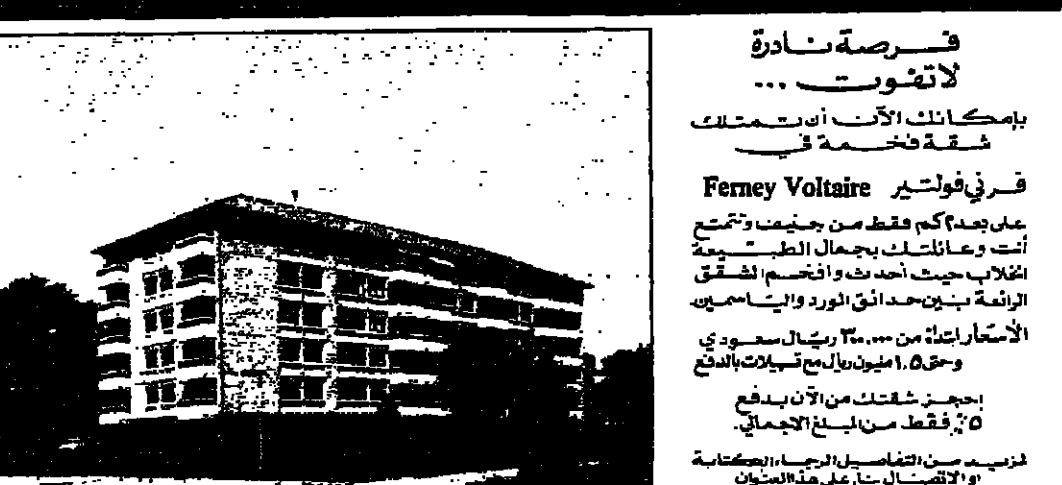 فرصة نادرة
لا تفوت ...
بإمكانك الآن أن تمتلك
شقة فخمة في
فرني فولتير Ferney Voltaire
على بعد كم فقط من جنيف وتتمتع
أنت وعائلتك بجمال الطبيعة
الخلاب حيث أحدث وافخم الشقق
الرائعة بين حدائق الورد والياسمين.
الأسعار ابتداءً من ٣٠٠,٠٠٠ ريال سعودي
وحتى ١,٥ مليون ريال مع تسهيلات بالدفع
إحجز شقتك من الآن بدفع
٥٪ فقط من المبلغ الاجمالي.
لمزيد من التفاصيل الرجاء الكتابة
او الاتصال بنا على هذا العنوان